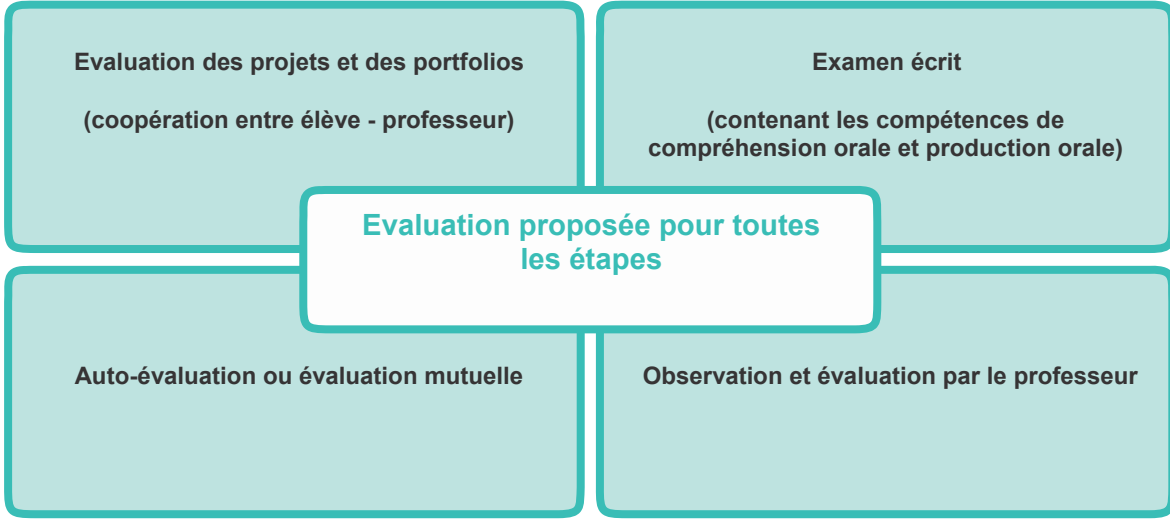 Evaluation des projets et des portfolios
(coopération entre élève - professeur)
Examen écrit
(contenant les compétences de
compréhension orale et production orale)
Evaluation proposée pour toutes
les étapes
Auto-évaluation ou évaluation mutuelle
Observation et évaluation par le professeur